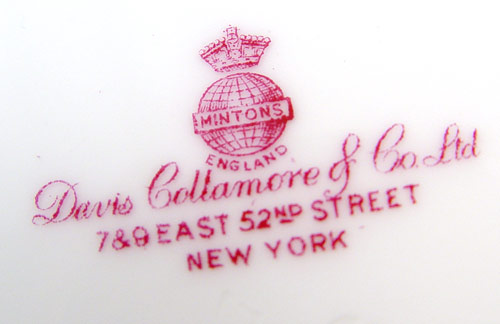 MINTONS
ENGLAND
Davis Collamore & Co. Ltd
7&9 EAST 52ND STREET
NEW YORK